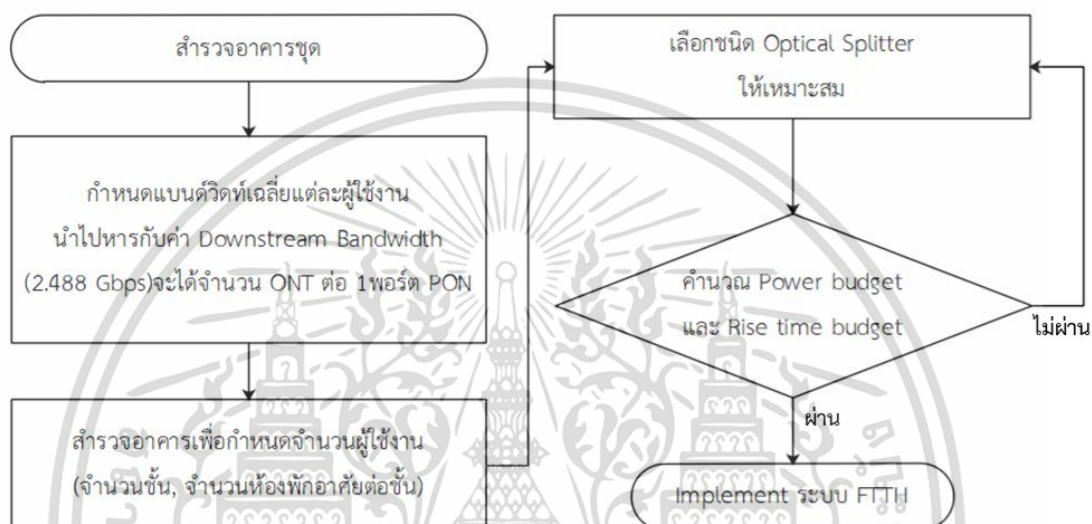 สำรวจอาคารชุด
กำหนดแบนด์วิดท์เฉลี่ยแต่ละผู้ใช้งาน
นำไปหารกับค่า Downstream Bandwidth
(2.488 Gbps)จะได้จำนวน ONT ต่อ 1พอร์ต PON
สำรวจอาคารเพื่อกำหนดจำนวนผู้ใช้งาน
(จำนวนชั้น, จำนวนห้องพักอาศัยต่อชั้น)
เลือกชนิด Optical Splitter
ให้เหมาะสม
คำนวณ Power budget
และ Rise time budget
ไม่ผ่าน
ผ่าน
Implement ระบบ FTTH